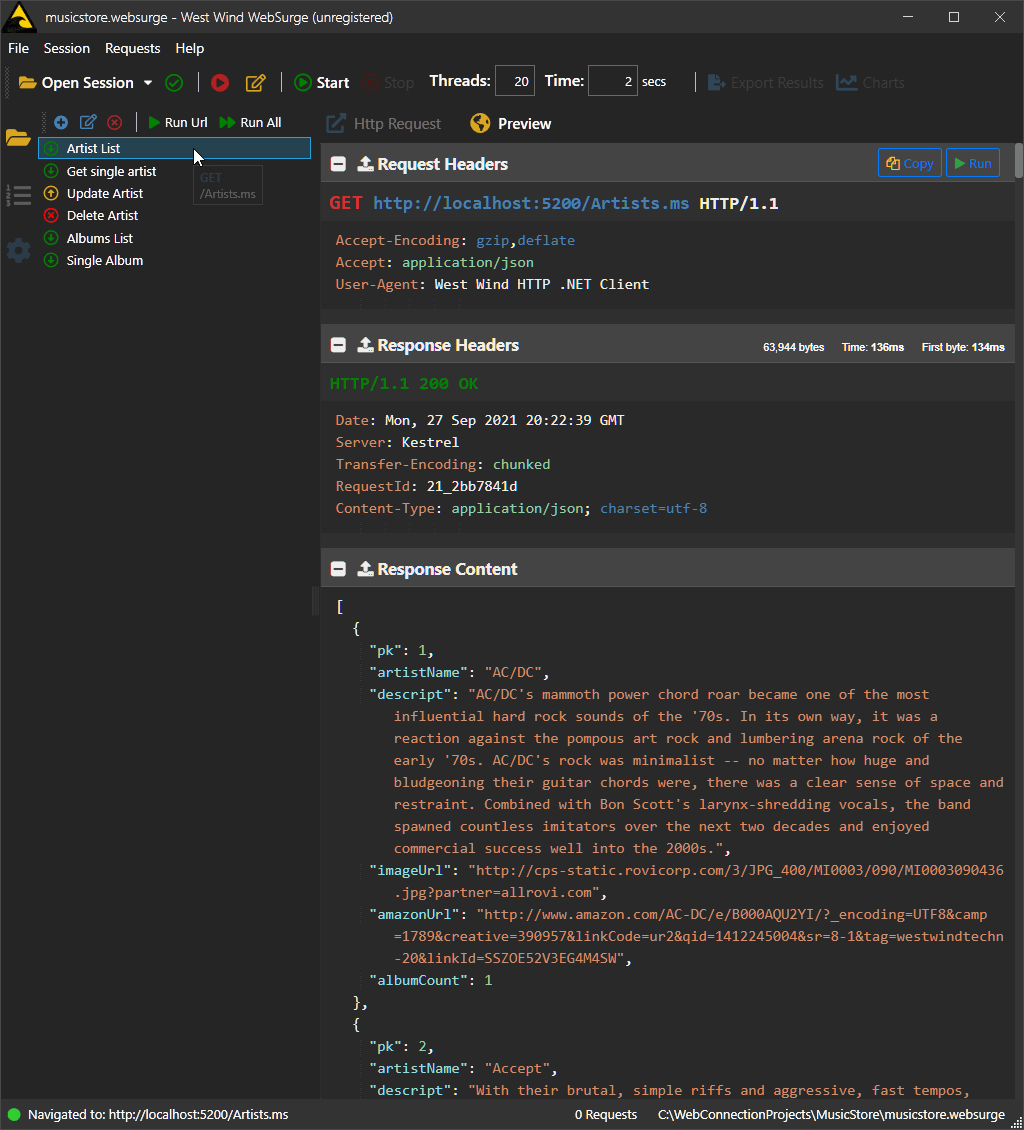 musicstore.websurge - West Wind WebSurge (unregistered)
File Session Requests Help
Open Session Start Stop Threads: 20 Time: 2 secs Export Results Charts
Run Url Run All Http Request Preview
Artist List
Get single artist
Update Artist
Delete Artist
Albums List
Single Album
GET
/Artists.ms
Request Headers Copy Run
GET http://localhost:5200/Artists.ms HTTP/1.1
Accept-Encoding: gzip,deflate
Accept: application/json
User-Agent: West Wind HTTP .NET Client
Response Headers 63,944 bytes Time: 136ms First byte: 134ms
HTTP/1.1 200 OK
Date: Mon, 27 Sep 2021 20:22:39 GMT
Server: Kestrel
Transfer-Encoding: chunked
RequestId: 21_2bb7841d
Content-Type: application/json; charset=utf-8
Response Content
[
{
"pk": 1,
"artistName": "AC/DC",
"descript": "AC/DC's mammoth power chord roar became one of the most
influential hard rock sounds of the '70s. In its own way, it was a
reaction against the pompous art rock and lumbering arena rock of the
early '70s. AC/DC's rock was minimalist -- no matter how huge and
bludgeoning their guitar chords were, there was a clear sense of space and
restraint. Combined with Bon Scott's larynx-shredding vocals, the band
spawned countless imitators over the next two decades and enjoyed
commercial success well into the 2000s.",
"imageUrl": "http://cps-static.rovicorp.com/3/JPG_400/MI0003/090/MI0003090436
.jpg?partner=allrovi.com",
"amazonUrl": "http://www.amazon.com/AC-DC/e/B000AQU2YI/?_encoding=UTF8&camp
=1789&creative=390957&linkCode=ur2&qid=1412245004&sr=8-1&tag=westwindtechn
-20&linkId=SSZOE52V3EG4M4SW",
"albumCount": 1
},
{
"pk": 2,
"artistName": "Accept",
"descript": "With their brutal, simple riffs and aggressive, fast tempos,
Navigated to: http://localhost:5200/Artists.ms 0 Requests C:\WebConnectionProjects\MusicStore\musicstore.websurge